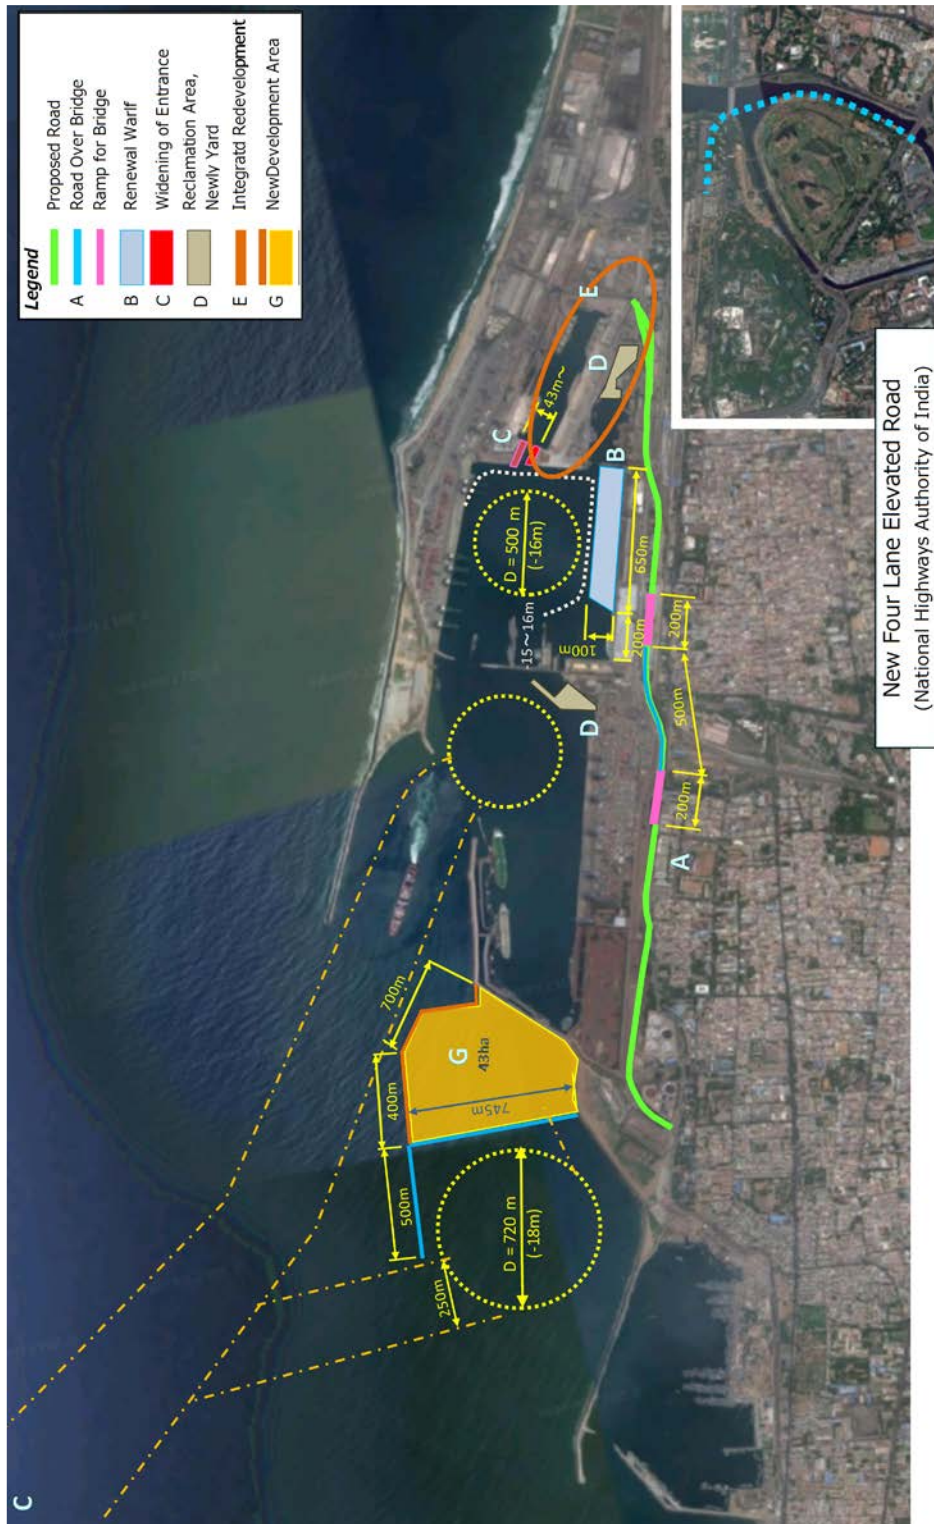 Legend
Proposed Road
A Road Over Bridge
Ramp for Bridge
B Renewal Warlf
C Widening of Entrance
D Reclamation Area,
Newly Yard
E Integratd Redevelopment
G NewDevelopment Area
C
500m
400m
700m
250m
D = 720 m
(-18m)
745m
G
43ha
D = 500 m
(-16m)
-15～16m
C
43m～
E
D
B
650m
100m
200m
D
200m
500m
200m
A
New Four Lane Elevated Road
(National Highways Authority of India)